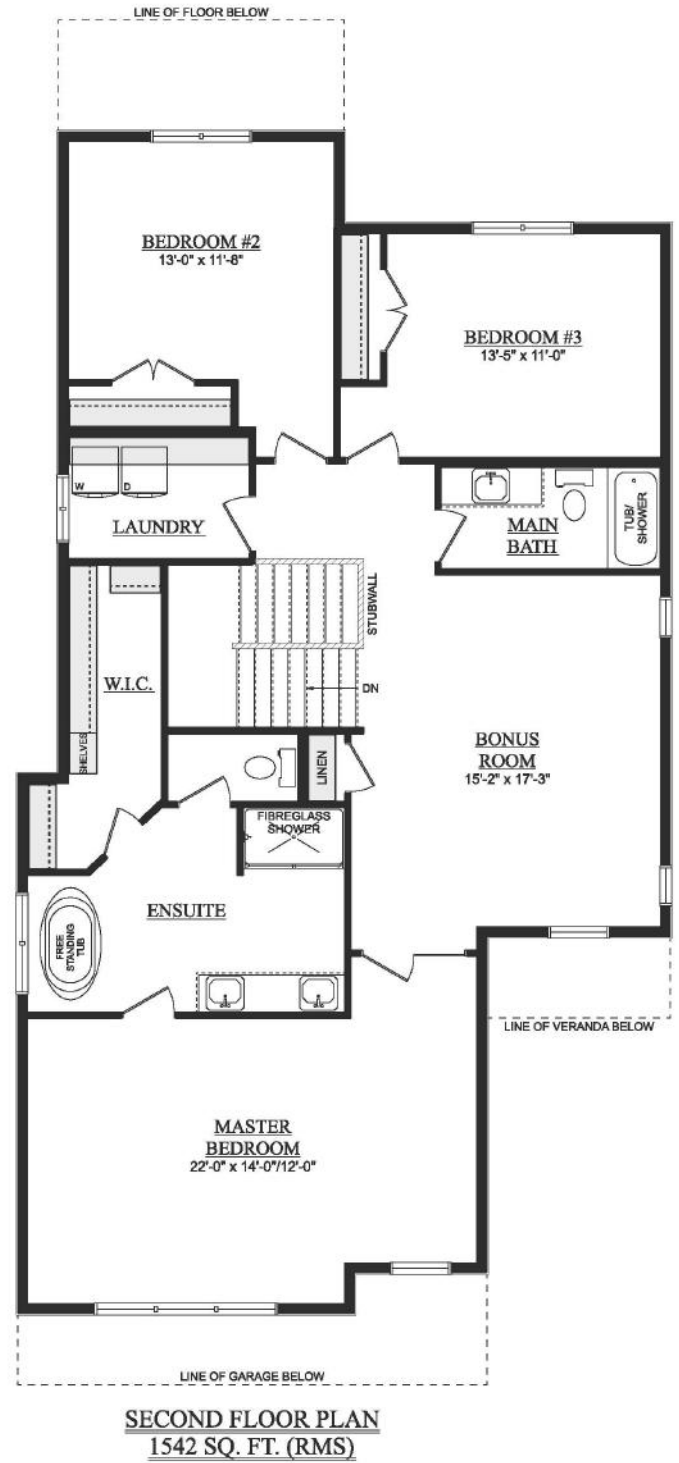 LINE OF FLOOR BELOW
BEDROOM #2
13'-0" x 11'-8"
BEDROOM #3
13'-5" x 11'-0"
W
D
LAUNDRY
MAIN
BATH
TUB/
SHOWER
STUBWALL
DN
W.I.C.
SHELVES
LINEN
BONUS
ROOM
15'-2" x 17'-3"
FIBREGLASS
SHOWER
ENSUITE
FREE
STANDING
TUB
LINE OF VERANDA BELOW
MASTER
BEDROOM
22'-0" x 14'-0"/12'-0"
LINE OF GARAGE BELOW
SECOND FLOOR PLAN
1542 SQ. FT. (RMS)